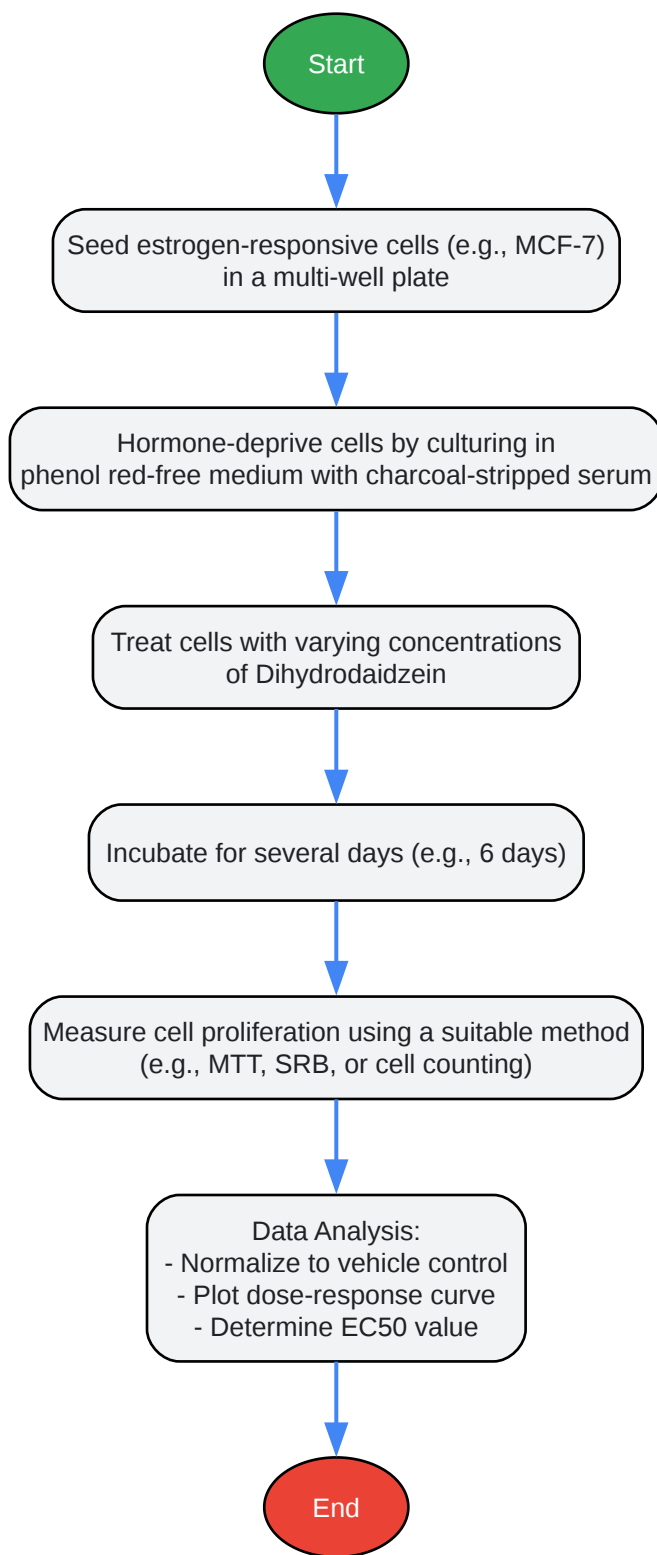 Start
Seed estrogen-responsive cells (e.g., MCF-7)
in a multi-well plate
Hormone-deprive cells by culturing in
phenol red-free medium with charcoal-stripped serum
Treat cells with varying concentrations
of Dihydrodaidzein
Incubate for several days (e.g., 6 days)
Measure cell proliferation using a suitable method
(e.g., MTT, SRB, or cell counting)
Data Analysis:
- Normalize to vehicle control
- Plot dose-response curve
- Determine EC50 value
End